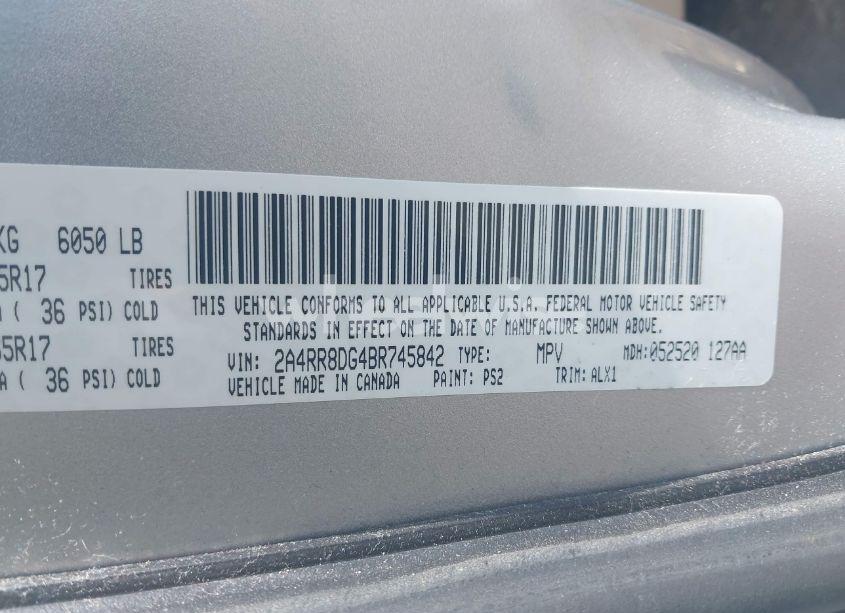 KG 6050 LB
5R17 TIRES
( 36 PSI) COLD
65R17 TIRES
A ( 36 PSI) COLD
THIS VEHICLE CONFORMS TO ALL APPLICABLE U.S.A. FEDERAL MOTOR VEHICLE SAFETY
STANDARDS IN EFFECT ON THE DATE OF MANUFACTURE SHOWN ABOVE.
VIN: 2A4RR8DG4BR745842 TYPE: MPV MDH:052520 127AA
VEHICLE MADE IN CANADA PAINT: PS2 TRIM: ALX1